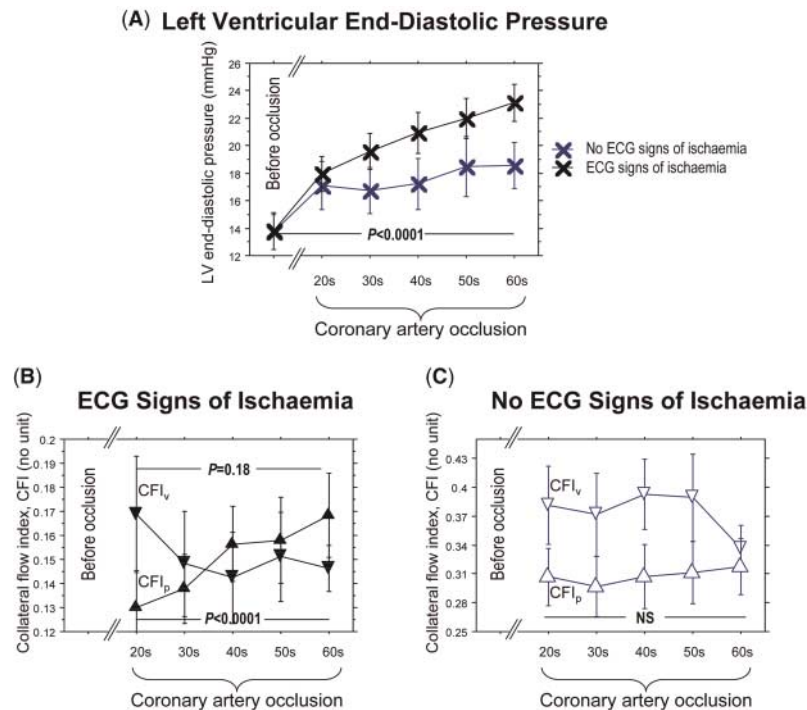 (A) Left Ventricular End-Diastolic Pressure
LV end-diastolic pressure (mmHg)
26
24
22
20
18
16
14
12
Before occlusion
P<0.0001
No ECG signs of ischaemia
ECG signs of ischaemia
20s 30s 40s 50s 60s
Coronary artery occlusion
(B) ECG Signs of Ischaemia
Collateral flow index, CFI (no unit)
0.2
0.19
0.18
0.17
0.16
0.15
0.14
0.13
0.12
Before occlusion
P=0.18
CFIv
CFIp
P<0.0001
20s 30s 40s 50s 60s
Coronary artery occlusion
(C) No ECG Signs of Ischaemia
Collateral flow index, CFI (no unit)
0.43
0.4
0.37
0.34
0.31
0.28
0.25
Before occlusion
CFIv
CFIp
NS
20s 30s 40s 50s 60s
Coronary artery occlusion